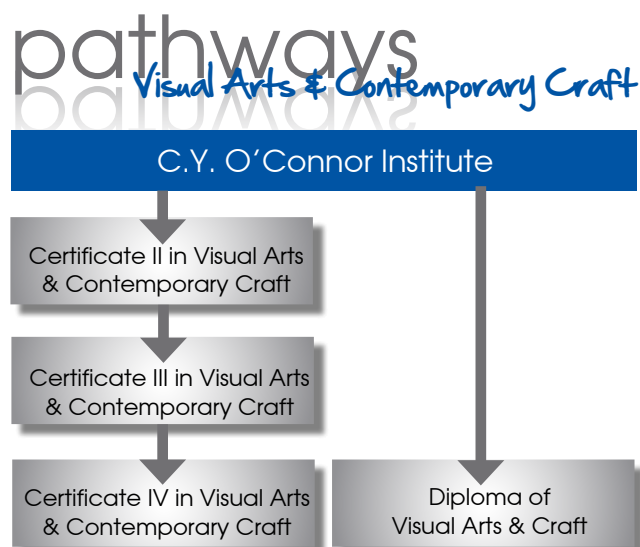 pathways
Visual Arts & Contemporary Craft
C.Y. O'Connor Institute
Certificate II in Visual Arts
& Contemporary Craft
Certificate III in Visual Arts
& Contemporary Craft
Certificate IV in Visual Arts
& Contemporary Craft
Diploma of
Visual Arts & Craft